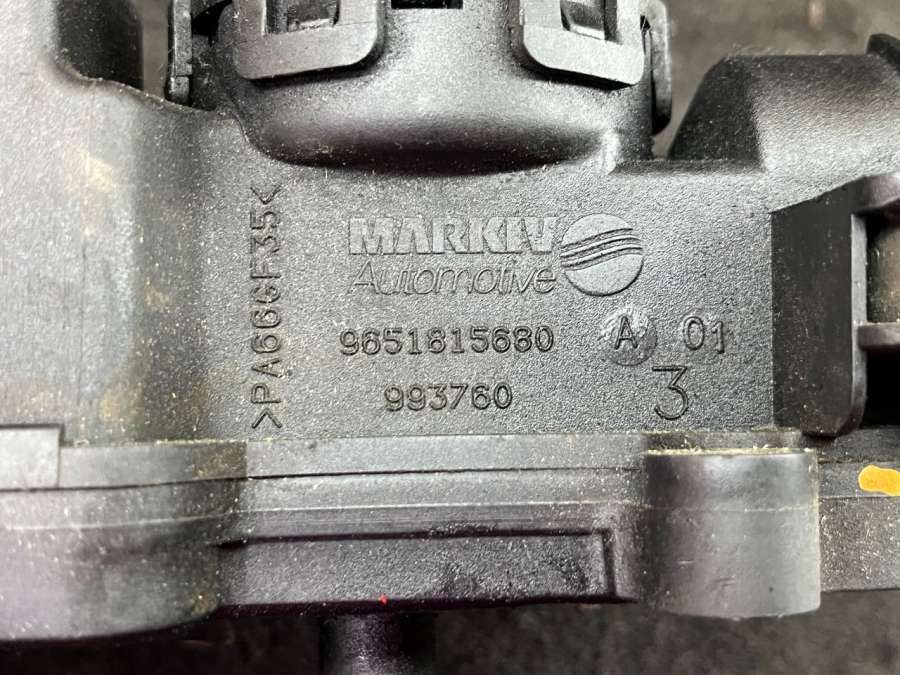 MARKIV
Automotive
9651815680 A 01
993760 3
>PA66GF35<